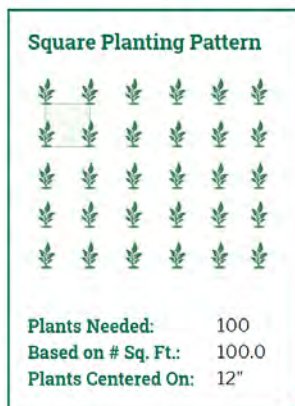 Square Planting Pattern
Plants Needed: 100
Based on # Sq. Ft.: 100.0
Plants Centered On: 12"